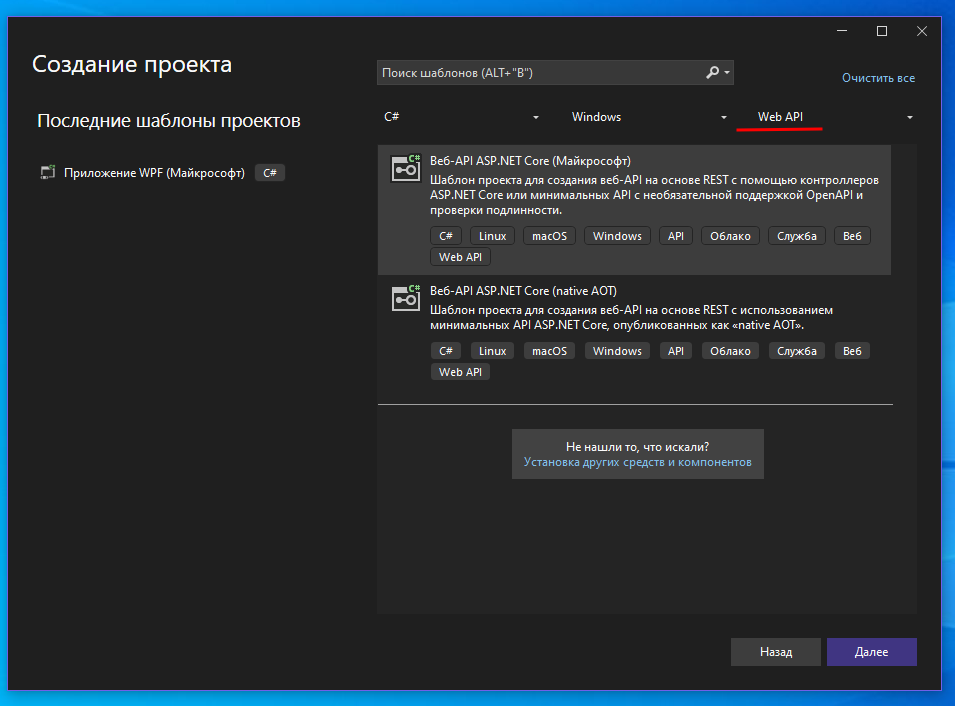 Создание проекта
Поиск шаблонов (ALT+"В")
Очистить все
Последние шаблоны проектов
C#
Windows
Web API
Приложение WPF (Майкрософт)
C#
Веб-API ASP.NET Core (Майкрософт)
Шаблон проекта для создания веб-API на основе REST с помощью контроллеров
ASP.NET Core или минимальных API с необязательной поддержкой OpenAPI и
проверки подлинности.
C# Linux macOS Windows API Облако Служба Веб
Web API
Веб-API ASP.NET Core (native AOT)
Шаблон проекта для создания веб-API на основе REST с использованием
минимальных API ASP.NET Core, опубликованных как «native AOT».
C# Linux macOS Windows API Облако Служба Веб
Web API
Не нашли то, что искали?
Установка других средств и компонентов
Назад
Далее